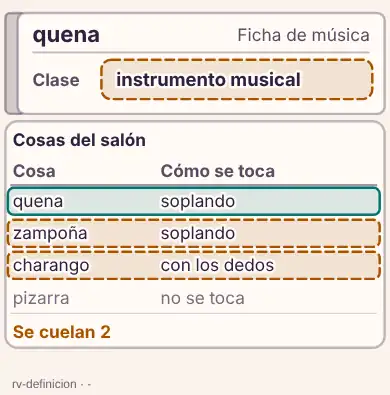 quena Ficha de música
Clase instrumento musical
Cosas del salón
Cosa Cómo se toca
quena soplando
zampoña soplando
charango con los dedos
pizarra no se toca
Se cuelan 2
rv-definicion · -